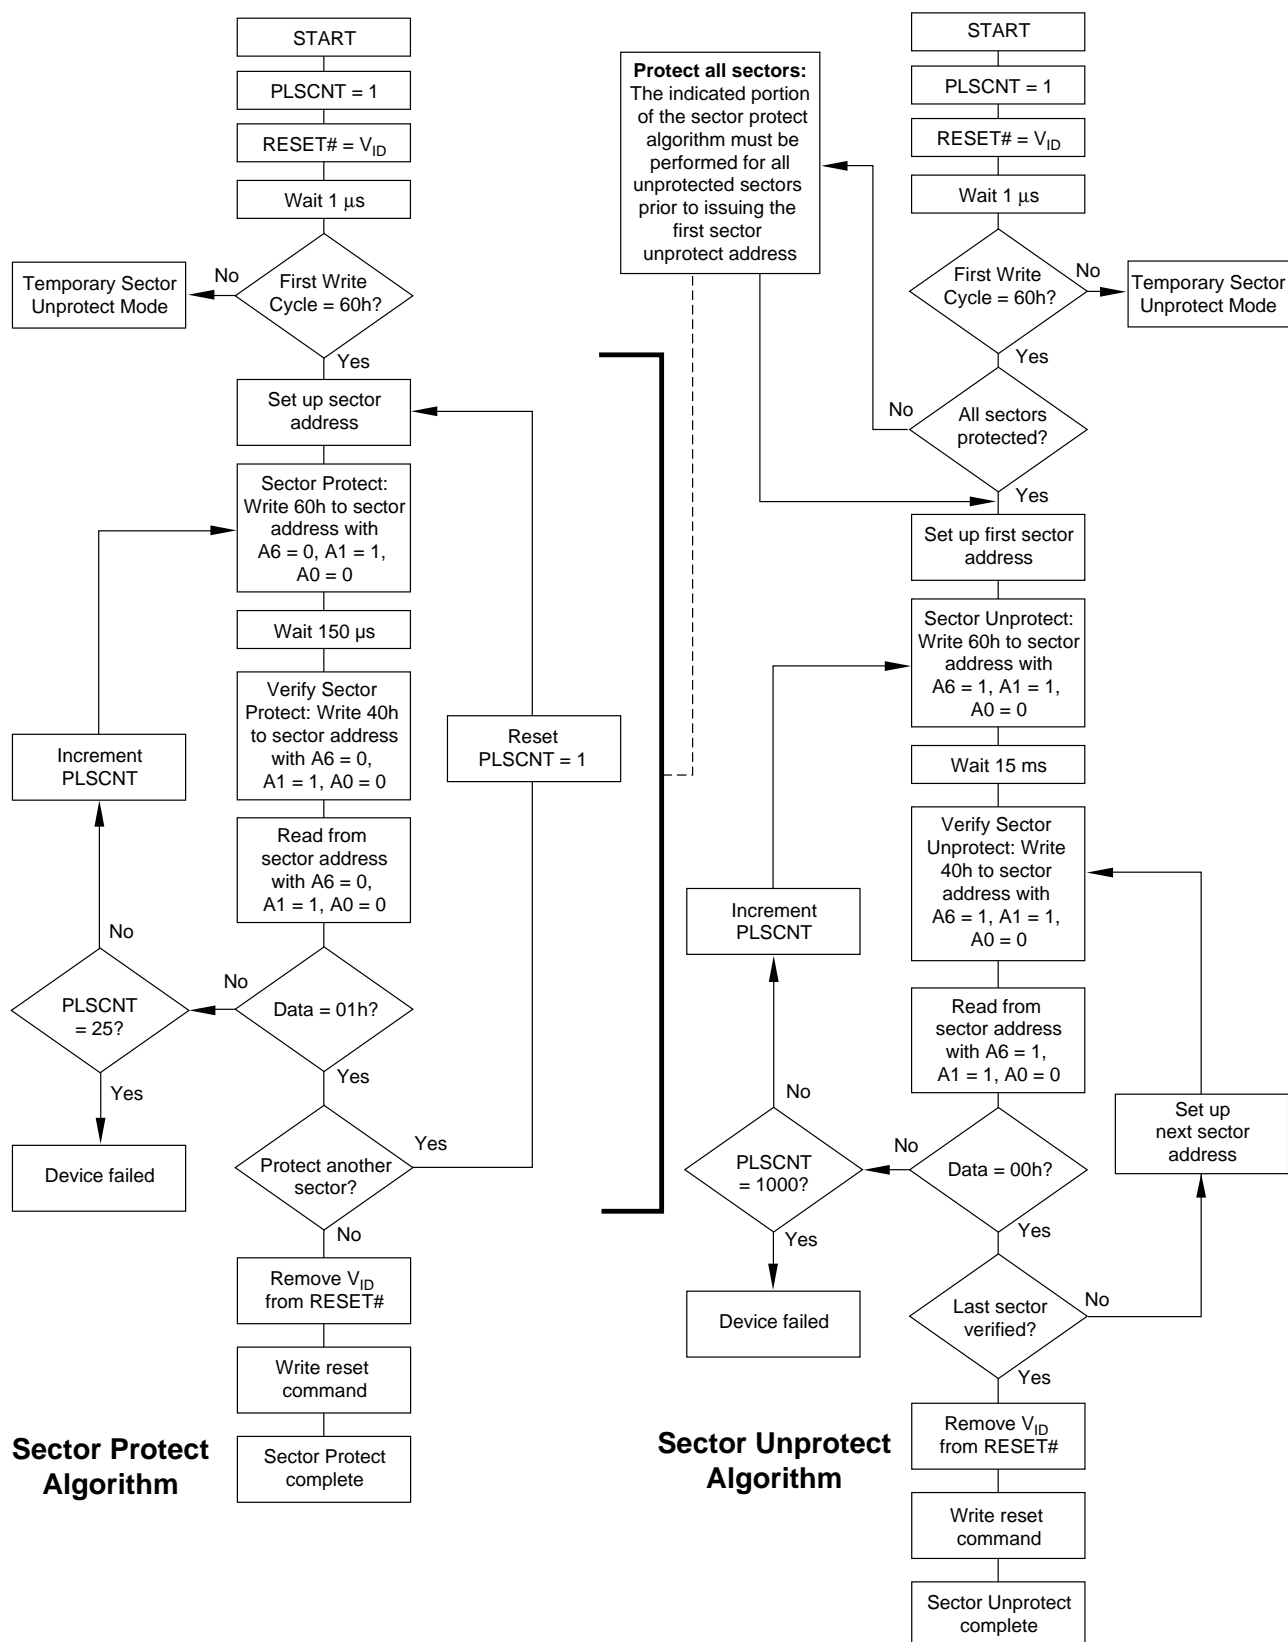 START
PLSCNT = 1
RESET# = VID
Wait 1 μs
First Write
Cycle = 60h?
No
Temporary Sector
Unprotect Mode
Yes
Set up sector
address
Sector Protect:
Write 60h to sector
address with
A6 = 0, A1 = 1,
A0 = 0
Wait 150 µs
Verify Sector
Protect: Write 40h
to sector address
with A6 = 0,
A1 = 1, A0 = 0
Increment
PLSCNT
Reset
PLSCNT = 1
Read from
sector address
with A6 = 0,
A1 = 1, A0 = 0
No
No
PLSCNT
= 25?
Data = 01h?
Yes
Yes
Device failed
Protect another
sector?
Yes
No
Remove VID
from RESET#
Write reset
command
Sector Protect
complete
Sector Protect
Algorithm
Protect all sectors:
The indicated portion
of the sector protect
algorithm must be
performed for all
unprotected sectors
prior to issuing the
first sector
unprotect address
START
PLSCNT = 1
RESET# = VID
Wait 1 μs
First Write
Cycle = 60h?
No
Temporary Sector
Unprotect Mode
Yes
No
All sectors
protected?
Yes
Set up first sector
address
Sector Unprotect:
Write 60h to sector
address with
A6 = 1, A1 = 1,
A0 = 0
Wait 15 ms
Verify Sector
Unprotect: Write
40h to sector
address with
A6 = 1, A1 = 1,
A0 = 0
Increment
PLSCNT
Read from
sector address
with A6 = 1,
A1 = 1, A0 = 0
No
No
PLSCNT
= 1000?
Data = 00h?
Set up
next sector
address
Yes
Yes
Device failed
Last sector
verified?
No
Yes
Remove VID
from RESET#
Write reset
command
Sector Unprotect
complete
Sector Unprotect
Algorithm